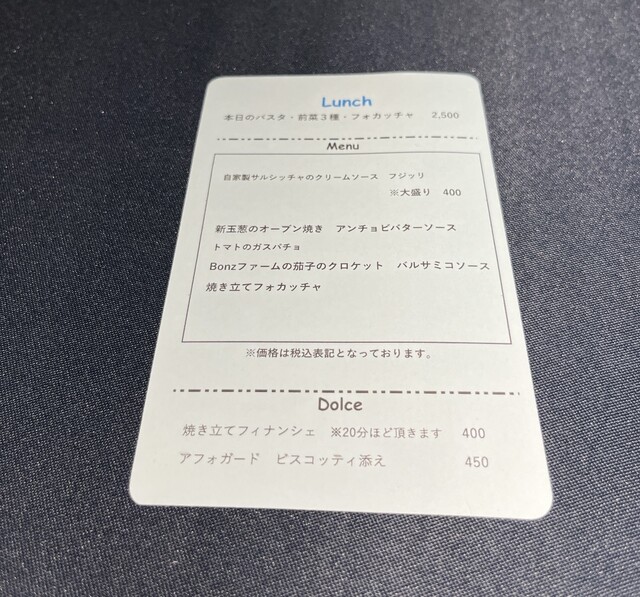 Lunch
本日のパスタ・前菜3種・フォカッチャ 2,500
Menu
自家製サルシッチャのクリームソース フジッリ
※大盛り 400
新玉葱のオーブン焼き アンチョビバターソース
トマトのガスパチョ
Bonzファームの茄子のクロケット バルサミコソース
焼き立てフォカッチャ
※価格は税込表記となっております。
Dolce
焼き立てフィナンシェ ※20分ほど頂きます 400
アフォガード ビスコッティ添え 450